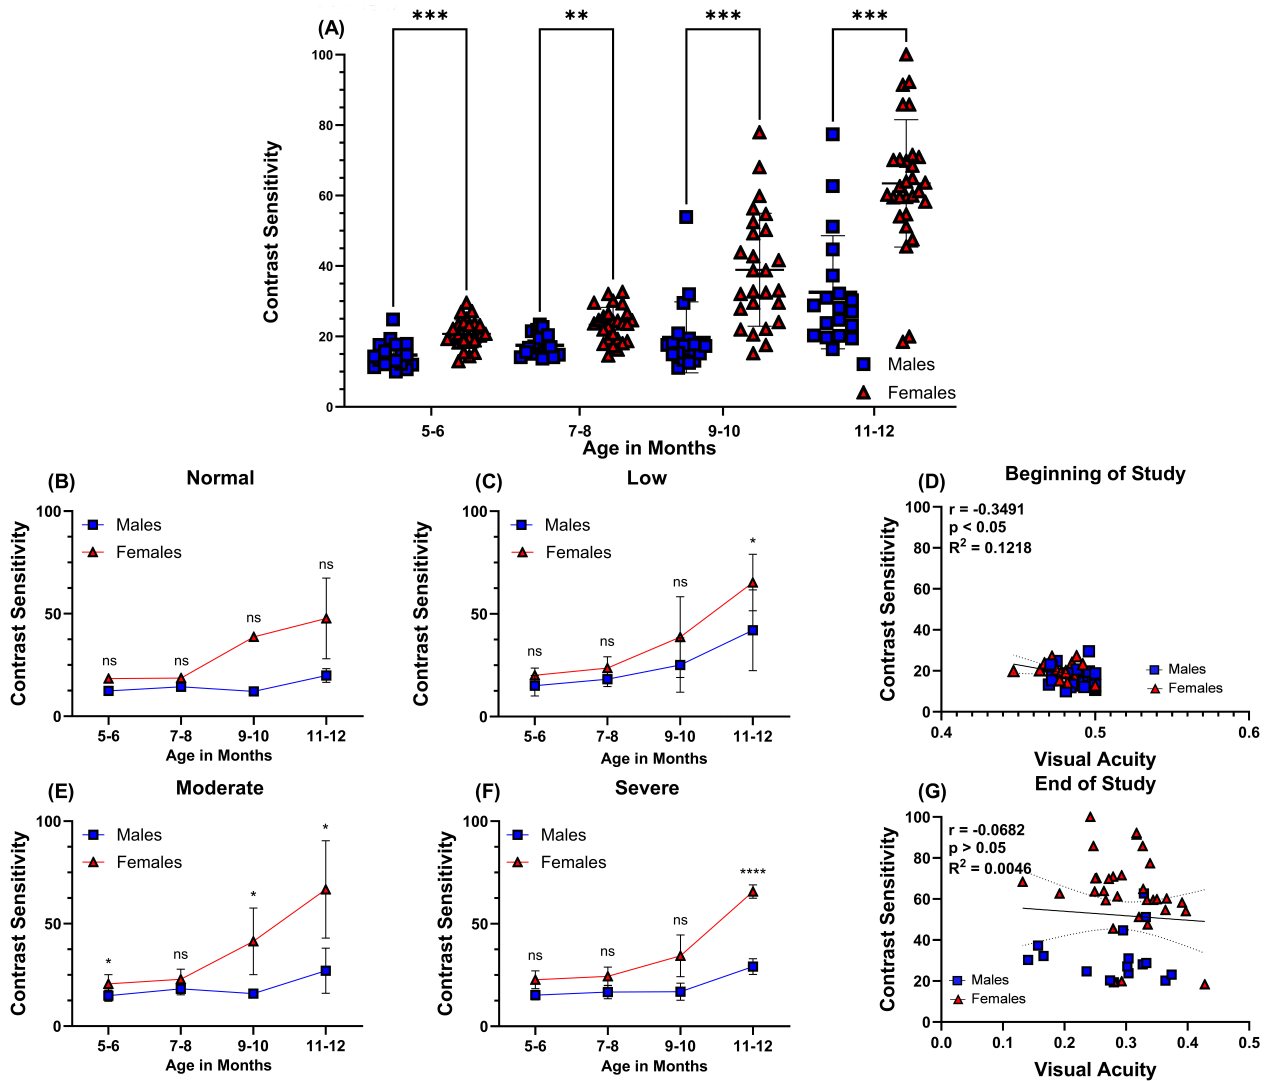 (A)
***
**
***
***
Contrast Sensitivity
100
80
60
40
20
0
5-6
7-8
9-10
11-12
Age in Months
Males
Females
(B)
Normal
Contrast Sensitivity
100
50
0
Males
Females
ns
ns
ns
ns
5-6
7-8
9-10
11-12
Age in Months
(C)
Low
Contrast Sensitivity
100
50
0
Males
Females
ns
ns
ns
*
5-6
7-8
9-10
11-12
Age in Months
(D)
Beginning of Study
Contrast Sensitivity
100
80
60
40
20
0
r = -0.3491
p < 0.05
R² = 0.1218
Males
Females
0.4
0.5
0.6
Visual Acuity
(E)
Moderate
Contrast Sensitivity
100
50
0
Males
Females
*
ns
*
*
5-6
7-8
9-10
11-12
Age in Months
(F)
Severe
Contrast Sensitivity
100
50
0
Males
Females
ns
ns
ns
****
5-6
7-8
9-10
11-12
Age in Months
(G)
End of Study
Contrast Sensitivity
100
80
60
40
20
0
r = -0.0682
p > 0.05
R² = 0.0046
Males
Females
0.0
0.1
0.2
0.3
0.4
0.5
Visual Acuity